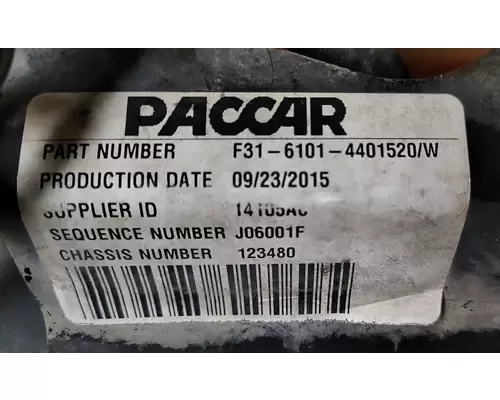 PACCAR
PART NUMBER F31-6101-4401520/W
PRODUCTION DATE 09/23/2015
SUPPLIER ID
SEQUENCE NUMBER J06001F
CHASSIS NUMBER 123480